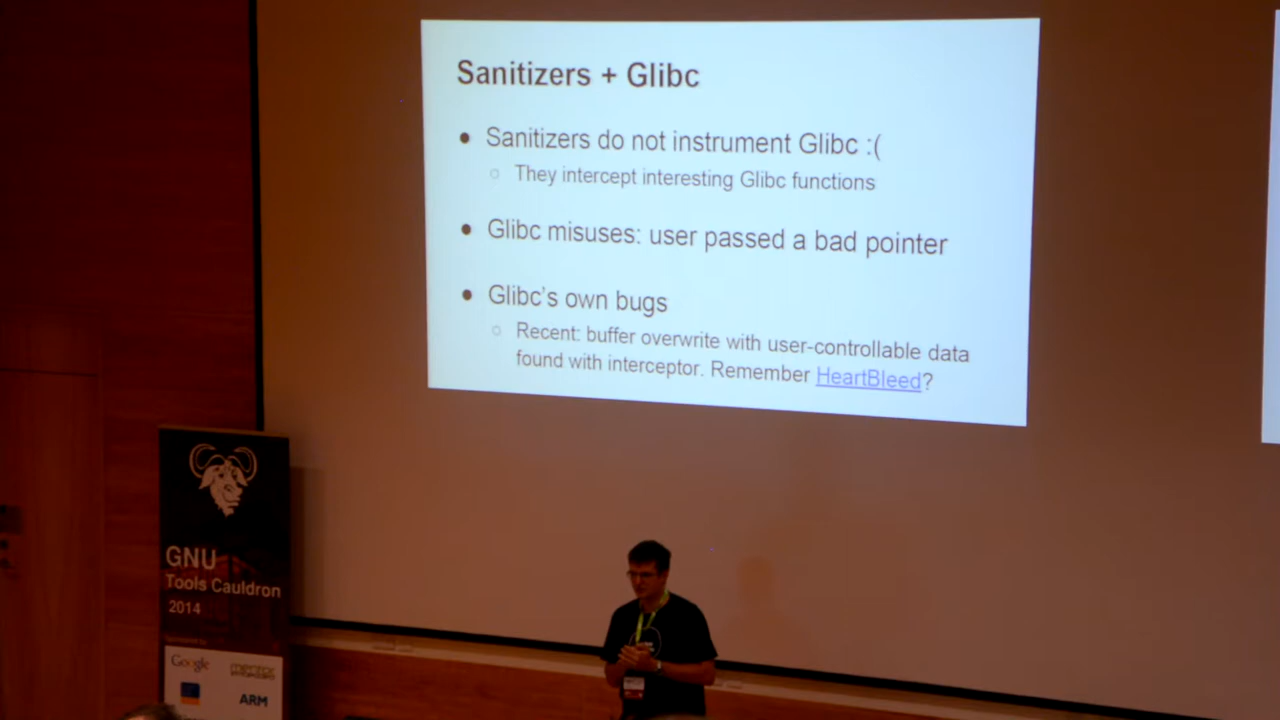 Sanitizers + Glibc
Sanitizers do not instrument Glibc :(
They intercept interesting Glibc functions
Glibc misuses: user passed a bad pointer
Glibc's own bugs
Recent: buffer overwrite with user-controllable data
found with interceptor. Remember HeartBleed?
GNU
Tools Cauldron
2014
Google
mentor
ARM